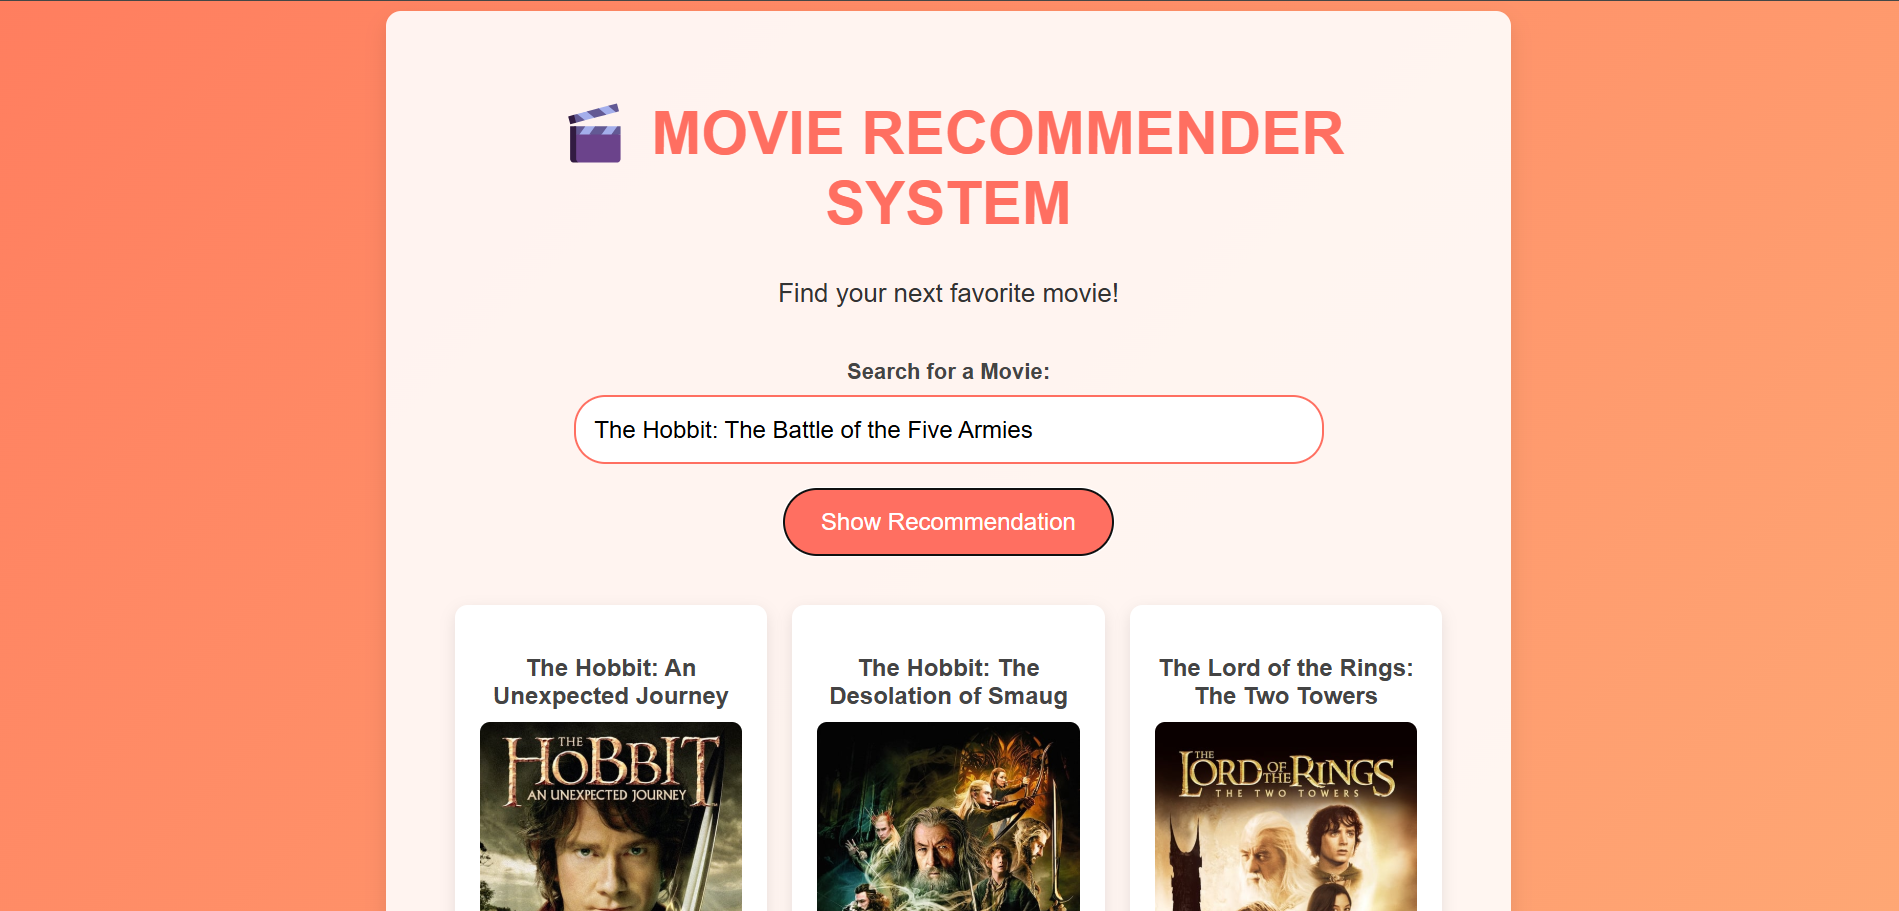 MOVIE RECOMMENDER
SYSTEM
Find your next favorite movie!
Search for a Movie:
The Hobbit: The Battle of the Five Armies
Show Recommendation
The Hobbit: An
Unexpected Journey
THE
HOBBIT
AN UNEXPECTED JOURNEY
The Hobbit: The
Desolation of Smaug
The Lord of the Rings:
The Two Towers
THE
LORD OF THE RINGS
THE TWO TOWERS